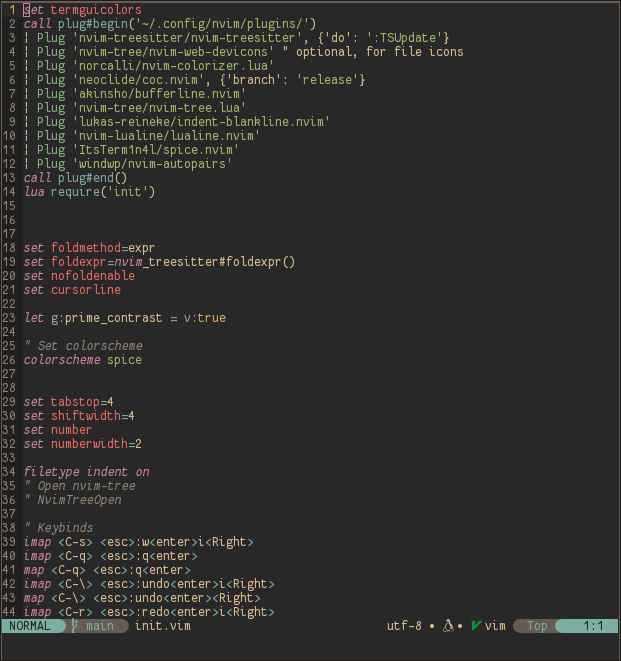 1 set termguicolors
2 call plug#begin('~/.config/nvim/plugins/')
3 ¦ Plug 'nvim-treesitter/nvim-treesitter', {'do': ':TSUpdate'}
4 ¦ Plug 'nvim-tree/nvim-web-devicons' " optional, for file icons
5 ¦ Plug 'norcalli/nvim-colorizer.lua'
6 ¦ Plug 'neoclide/coc.nvim', {'branch': 'release'}
7 ¦ Plug 'akinsho/bufferline.nvim'
8 ¦ Plug 'nvim-tree/nvim-tree.lua'
9 ¦ Plug 'lukas-reineke/indent-blankline.nvim'
10 ¦ Plug 'nvim-lualine/lualine.nvim'
11 ¦ Plug 'ItsTerm1n4l/spice.nvim'
12 ¦ Plug 'windwp/nvim-autopairs'
13 call plug#end()
14 lua require('init')
15
16
17
18 set foldmethod=expr
19 set foldexpr=nvim_treesitter#foldexpr()
20 set nofoldenable
21 set cursorline
22
23 let g:prime_contrast = v:true
24
25 " Set colorscheme
26 colorscheme spice
27
28
29 set tabstop=4
30 set shiftwidth=4
31 set number
32 set numberwidth=2
33
34 filetype indent on
35 " Open nvim-tree
36 " NvimTreeOpen
37
38 " Keybinds
39 imap <C-s> <esc>:w<enter>i<Right>
40 imap <C-q> <esc>:q<enter>
41 map <C-q> <esc>:q<enter>
42 imap <C-\> <esc>:undo<enter>i<Right>
43 map <C-\> <esc>:undo<enter><Right>
44 imap <C-r> <esc>:redo<enter>i<Right>
NORMAL main init.vim utf-8 • • vim Top 1:1